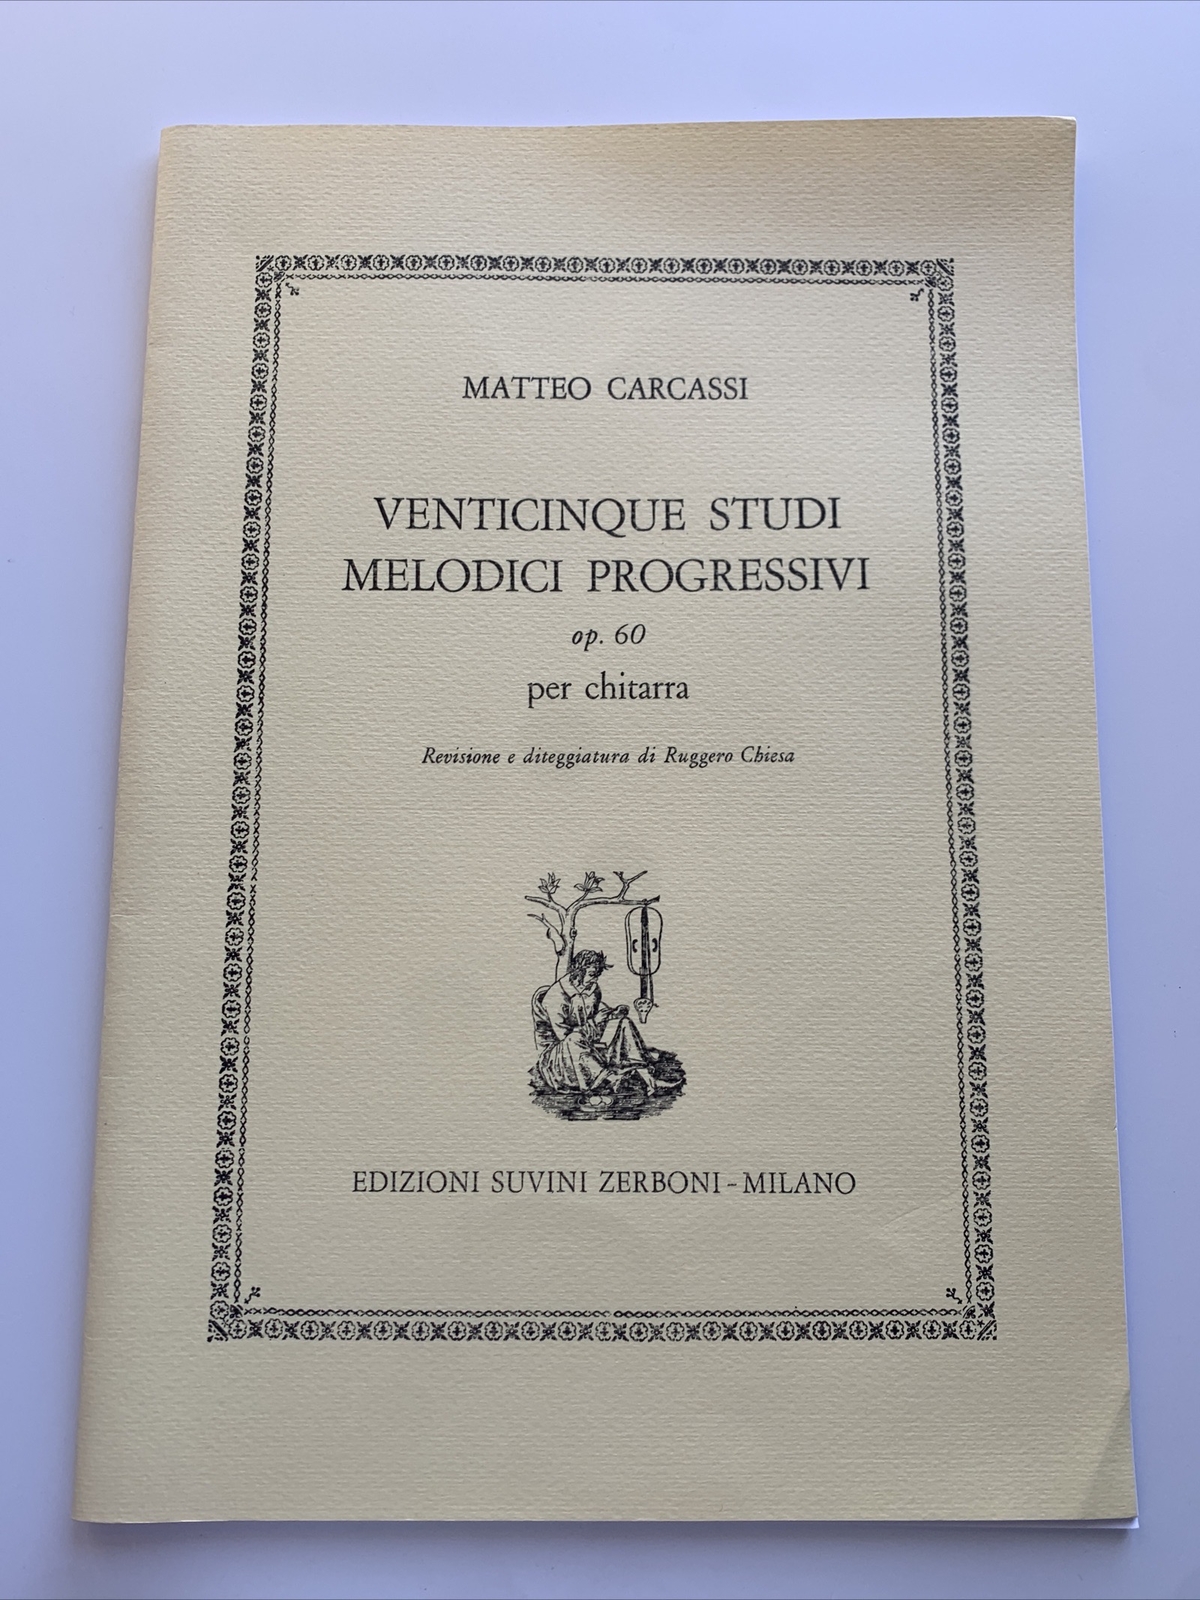 MATTEO CARCASSI
VENTICINQUE STUDI
MELODICI PROGRESSIVI
op. 60
per chitarra
Revisione e diteggiatura di Ruggero Chiesa
EDIZIONI SUVINI ZERBONI - MILANO